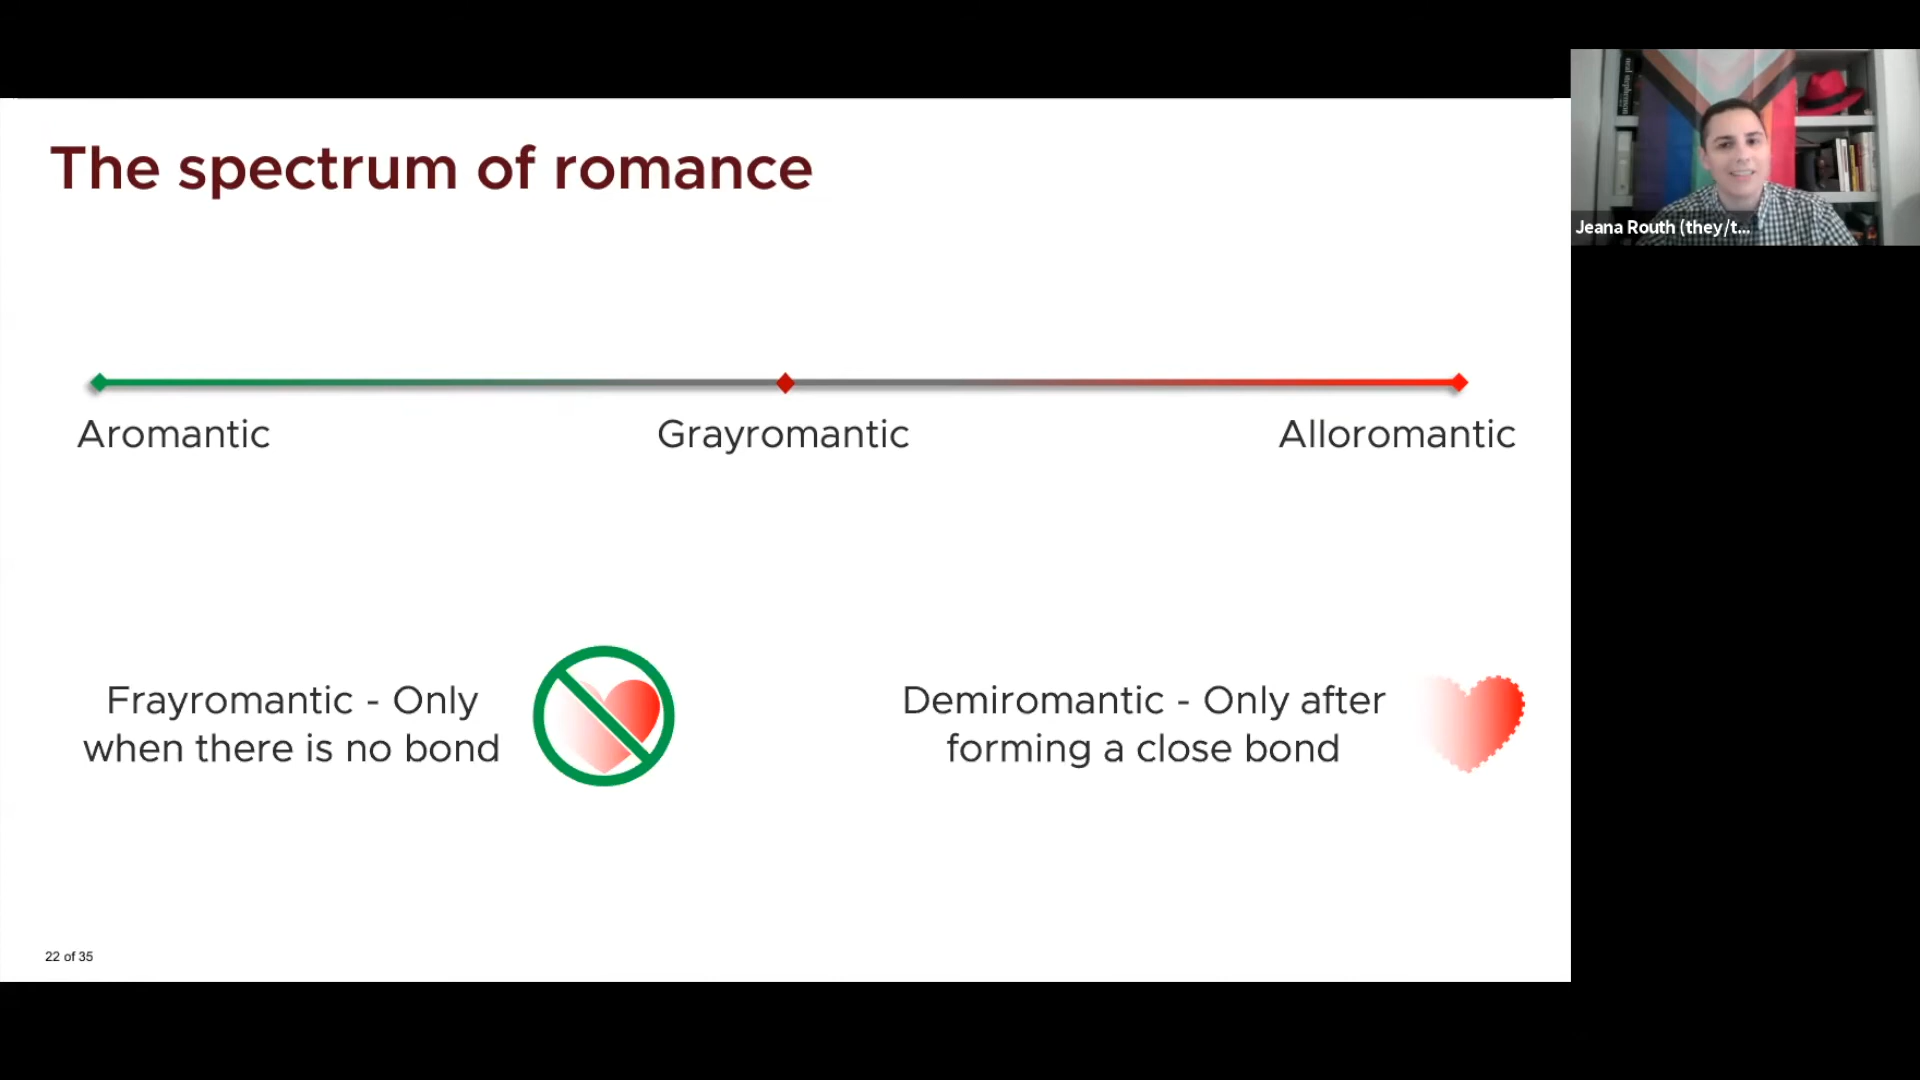 The spectrum of romance
Jeana Routh (they/t...
Aromantic
Grayromantic
Alloromantic
Frayromantic - Only
when there is no bond
Demiromantic - Only after
forming a close bond
22 of 35